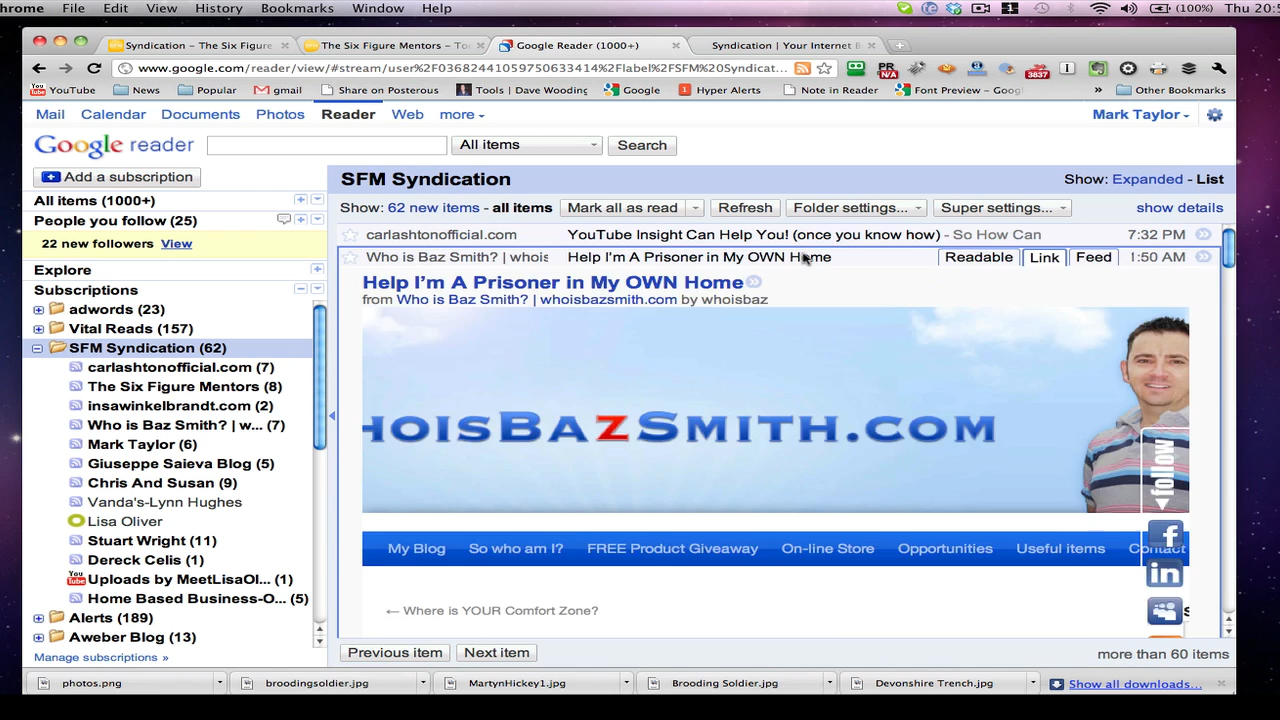 hrome File Edit View History Bookmarks Window Help 1 (100%) Thu 20:5
Syndication – The Six Figure The Six Figure Mentors – To Google Reader (1000+) Syndication | Your Internet B
www.google.com/reader/view/#stream/user%2F03682441059750633414%2Flabel%2FSFM%20Syndicat... PR N/A 3837
YouTube News Popular gmail Share on Posterous Tools | Dave Wooding Google Hyper Alerts Note in Reader Font Preview – Goog » Other Bookmarks
Mail Calendar Documents Photos Reader Web more Mark Taylor
Google reader All items Search
Add a subscription
All items (1000+)
People you follow (25)
22 new followers View
Explore
Subscriptions
adwords (23)
Vital Reads (157)
SFM Syndication (62)
carlashtonofficial.com (7)
The Six Figure Mentors (8)
insawinkelbrandt.com (2)
Who is Baz Smith? | w... (7)
Mark Taylor (6)
Giuseppe Saieva Blog (5)
Chris And Susan (9)
Vanda's-Lynn Hughes
Lisa Oliver
Stuart Wright (11)
Dereck Celis (1)
You Tube Uploads by MeetLisaOl... (1)
Home Based Business-O... (5)
Alerts (189)
Aweber Blog (13)
Manage subscriptions »
SFM Syndication Show: Expanded - List
Show: 62 new items - all items Mark all as read Refresh Folder settings... Super settings... show details
carlashtonofficial.com YouTube Insight Can Help You! (once you know how) - So How Can 7:32 PM
Who is Baz Smith? | whois Help I'm A Prisoner in My OWN Home Readable Link Feed 1:50 AM
Help I'm A Prisoner in My OWN Home
from Who is Baz Smith? | whoisbazsmith.com by whoisbaz
HOISBAZSMITH.COM
follow
My Blog So who am I? FREE Product Giveaway On-line Store Opportunities Useful items Contact
← Where is YOUR Comfort Zone?
Previous item Next item more than 60 items
photos.png broodingsoldier.jpg MartynHickey1.jpg Brooding Soldier.jpg Devonshire Trench.jpg Show all downloads...